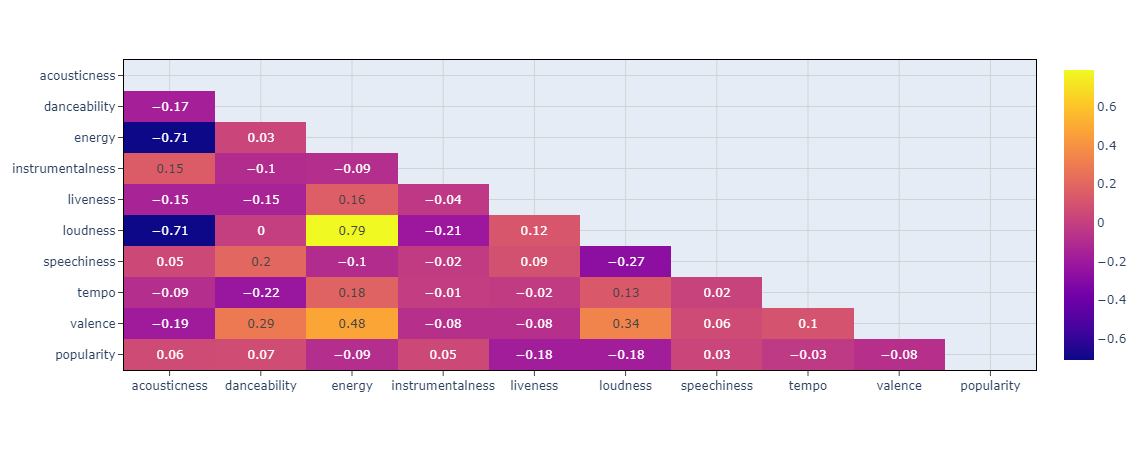 acousticness
danceability −0.17
energy −0.71 0.03
instrumentalness 0.15 −0.1 −0.09
liveness −0.15 −0.15 0.16 −0.04
loudness −0.71 0 0.79 −0.21 0.12
speechiness 0.05 0.2 −0.1 −0.02 0.09 −0.27
tempo −0.09 −0.22 0.18 −0.01 −0.02 0.13 0.02
valence −0.19 0.29 0.48 −0.08 −0.08 0.34 0.06 0.1
popularity 0.06 0.07 −0.09 0.05 −0.18 −0.18 0.03 −0.03 −0.08
acousticness danceability energy instrumentalness liveness loudness speechiness tempo valence popularity
0.6
0.4
0.2
0
−0.2
−0.4
−0.6